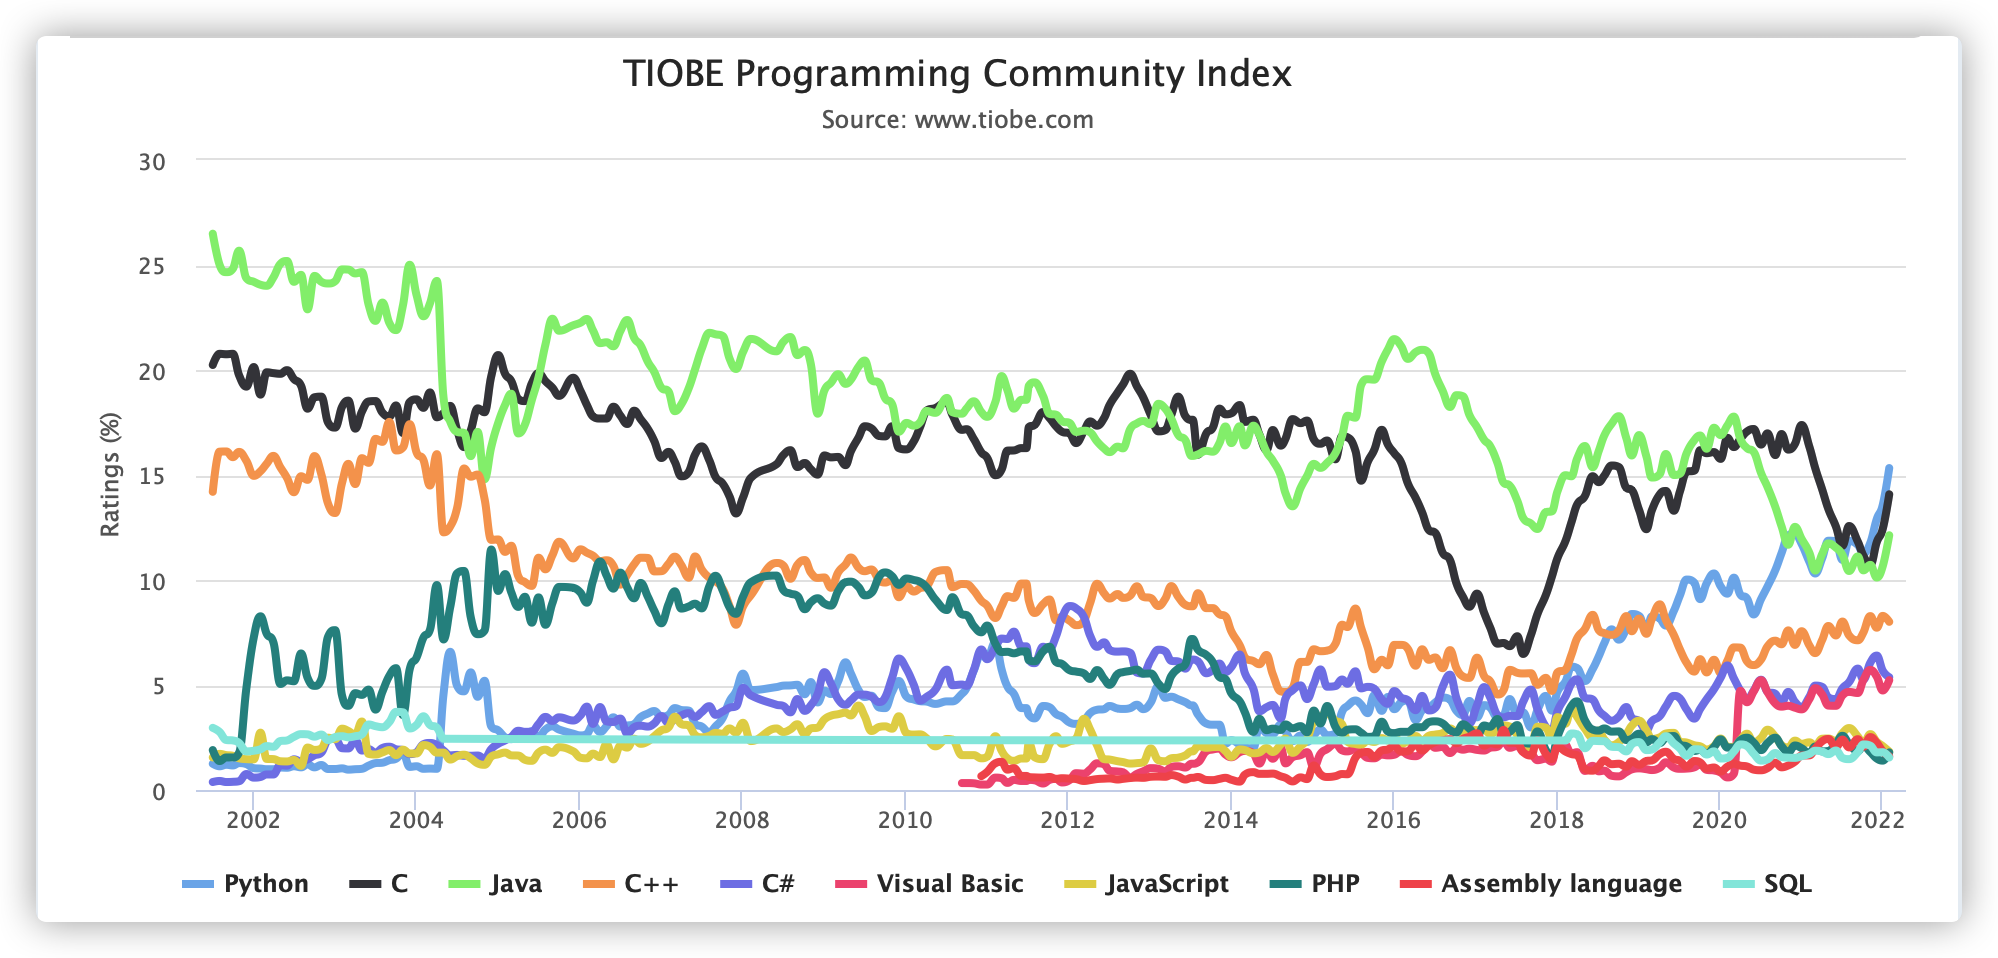 TIOBE Programming Community Index
Source: www.tiobe.com
Ratings (%)
30
25
20
15
10
5
0
2002 2004 2006 2008 2010 2012 2014 2016 2018 2020 2022
Python C Java C++ C# Visual Basic JavaScript PHP Assembly language SQL